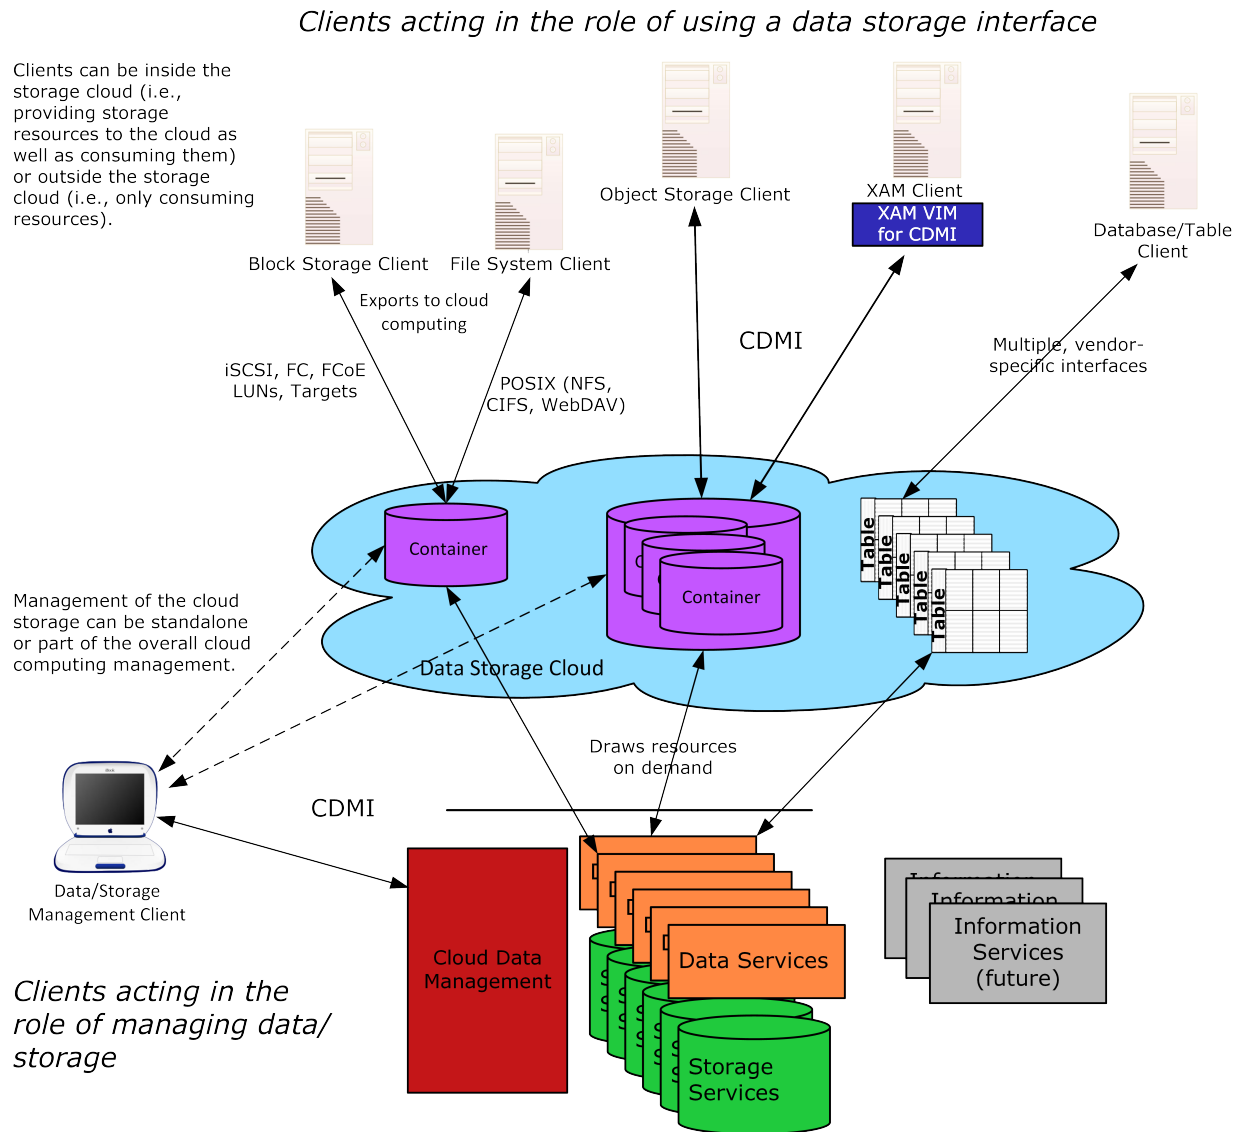 Clients acting in the role of using a data storage interface
Clients can be inside the
storage cloud (i.e.,
providing storage
resources to the cloud as
well as consuming them)
or outside the storage
cloud (i.e., only consuming
resources).
Block Storage Client
File System Client
Object Storage Client
XAM Client
XAM VIM
for CDMI
Database/Table
Client
Exports to cloud
computing
iSCSI, FC, FCoE
LUNs, Targets
POSIX (NFS,
CIFS, WebDAV)
CDMI
Multiple, vendor-
specific interfaces
Container
Container
Table
Table
Table
Table
Table
Data Storage Cloud
Management of the cloud
storage can be standalone
or part of the overall cloud
computing management.
Draws resources
on demand
CDMI
Data/Storage
Management Client
Cloud Data
Management
Data Services
Storage
Services
Information
Information
Information
Services
(future)
Clients acting in the
role of managing data/
storage